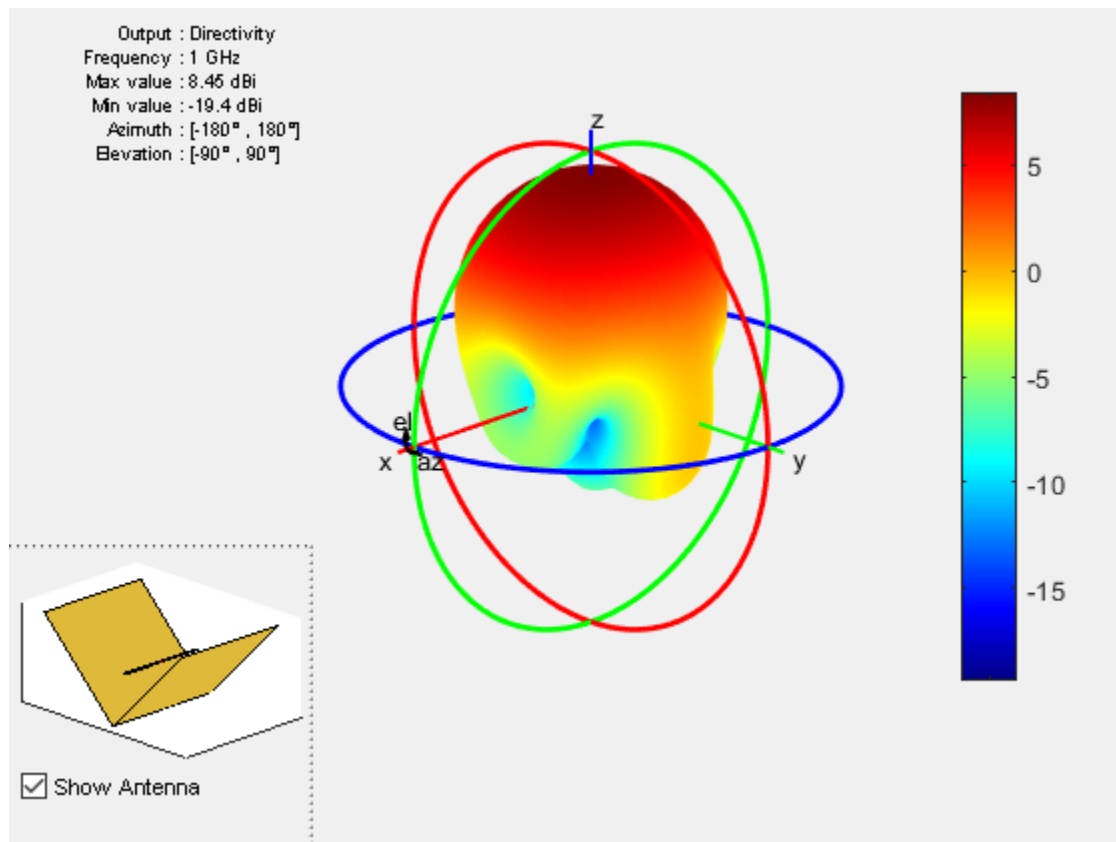 Output : Directivity
Frequency : 1 GHz
Max value : 8.45 dBi
Min value : -19.4 dBi
Azimuth : [-180° , 180°]
Elevation : [-90° , 90°]
z
5
0
-5
el
x az
y
-10
-15
Show Antenna